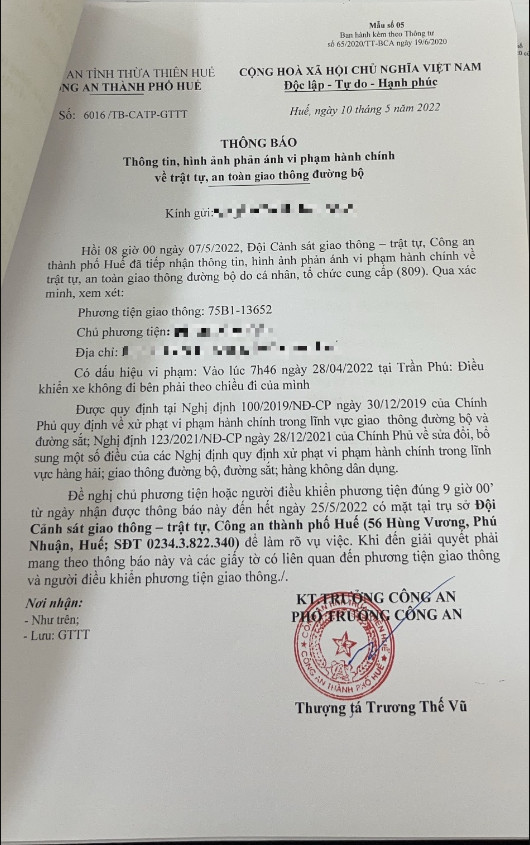 Mẫu số 05
Ban hành kèm theo Thông tư
số 65/2020/TT-BCA ngày 19/6/2020
AN TỈNH THỪA THIÊN HUẾ
CỘNG HOÀ XÃ HỘI CHỦ NGHĨA VIỆT NAM
ÔNG AN THÀNH PHỐ HUẾ
Độc lập - Tự do - Hạnh phúc
Số: 6016/TB-CATP-GTTT
Huế, ngày 10 tháng 5 năm 2022
THÔNG BÁO
Thông tin, hình ảnh phản ánh vi phạm hành chính
về trật tự, an toàn giao thông đường bộ
Kính gửi:
Hồi 08 giờ 00 ngày 07/5/2022, Đội Cảnh sát giao thông – trật tự, Công an
thành phố Huế đã tiếp nhận thông tin, hình ảnh phản ánh vi phạm hành chính về
trật tự, an toàn giao thông đường bộ do cá nhân, tổ chức cung cấp (809). Qua xác
minh, xem xét:
Phương tiện giao thông: 75B1-13652
Chủ phương tiện:
Địa chỉ:
Có dấu hiệu vi phạm: Vào lúc 7h46 ngày 28/04/2022 tại Trần Phú: Điều
khiển xe không đi bên phải theo chiều đi của mình
Được quy định tại Nghị định 100/2019/NĐ-CP ngày 30/12/2019 của Chính
Phủ quy định về xử phạt vi phạm hành chính trong lĩnh vực giao thông đường bộ và
đường sắt; Nghị định 123/2021/NĐ-CP ngày 28/12/2021 của Chính Phủ về sửa đổi, bổ
sung một số điều của các Nghị định quy định xử phạt vi phạm hành chính trong lĩnh
vực hàng hải; giao thông đường bộ, đường sắt; hàng không dân dụng.
Đề nghị chủ phương tiện hoặc người điều khiển phương tiện đúng 9 giờ 00’
từ ngày nhận được thông báo này đến hết ngày 25/5/2022 có mặt tại trụ sở Đội
Cảnh sát giao thông – trật tự, Công an thành phố Huế (56 Hùng Vương, Phú
Nhuận, Huế; SĐT 0234.3.822.340) để làm rõ vụ việc. Khi đến giải quyết phải
mang theo thông báo này và các giấy tờ có liên quan đến phương tiện giao thông
và người điều khiển phương tiện giao thông./.
Nơi nhận:
- Như trên;
- Lưu: GTTT
KT.TRƯỞNG CÔNG AN
PHÓ TRƯỞNG CÔNG AN
CÔNG AN THÀNH PHỐ HUẾ
Thượng tá Trương Thế Vũ